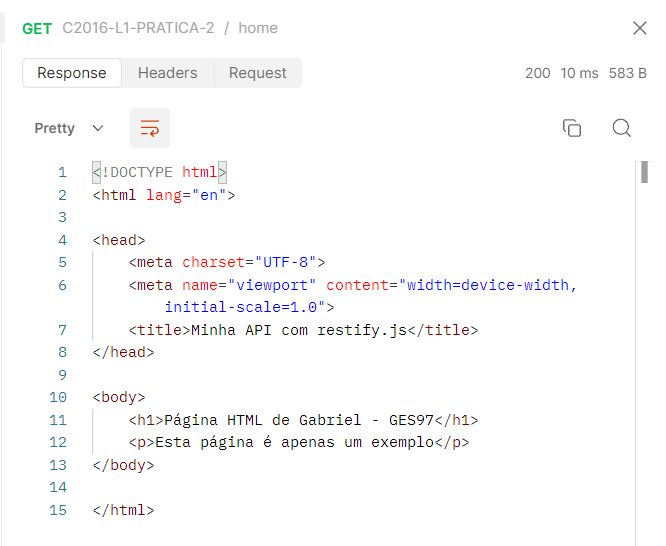 GET C2016-L1-PRATICA-2 / home
Response Headers Request 200 10 ms 583 B
Pretty
1 <!DOCTYPE html>
2 <html lang="en">
3
4 <head>
5 <meta charset="UTF-8">
6 <meta name="viewport" content="width=device-width,
initial-scale=1.0">
7 <title>Minha API com restify.js</title>
8 </head>
9
10 <body>
11 <h1>Página HTML de Gabriel - GES97</h1>
12 <p>Esta página é apenas um exemplo</p>
13 </body>
14
15 </html>